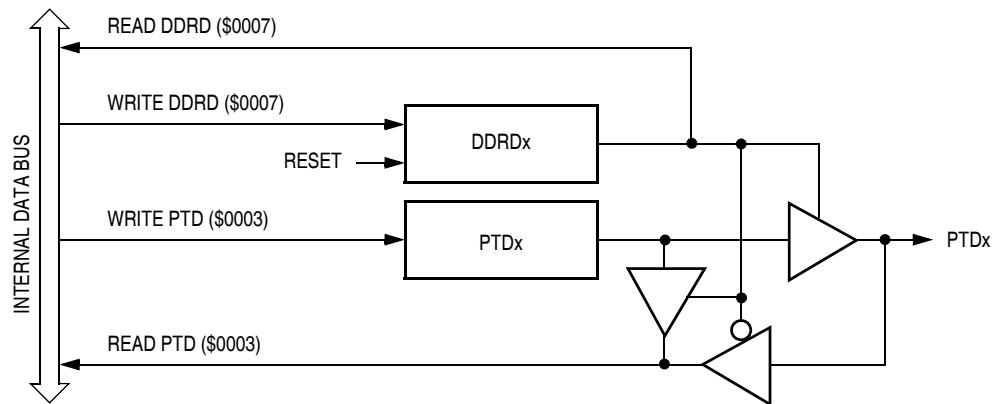 READ DDRD ($0007)
WRITE DDRD ($0007)
DDRDx
RESET
INTERNAL DATA BUS
WRITE PTD ($0003)
PTDx
PTDx
READ PTD ($0003)